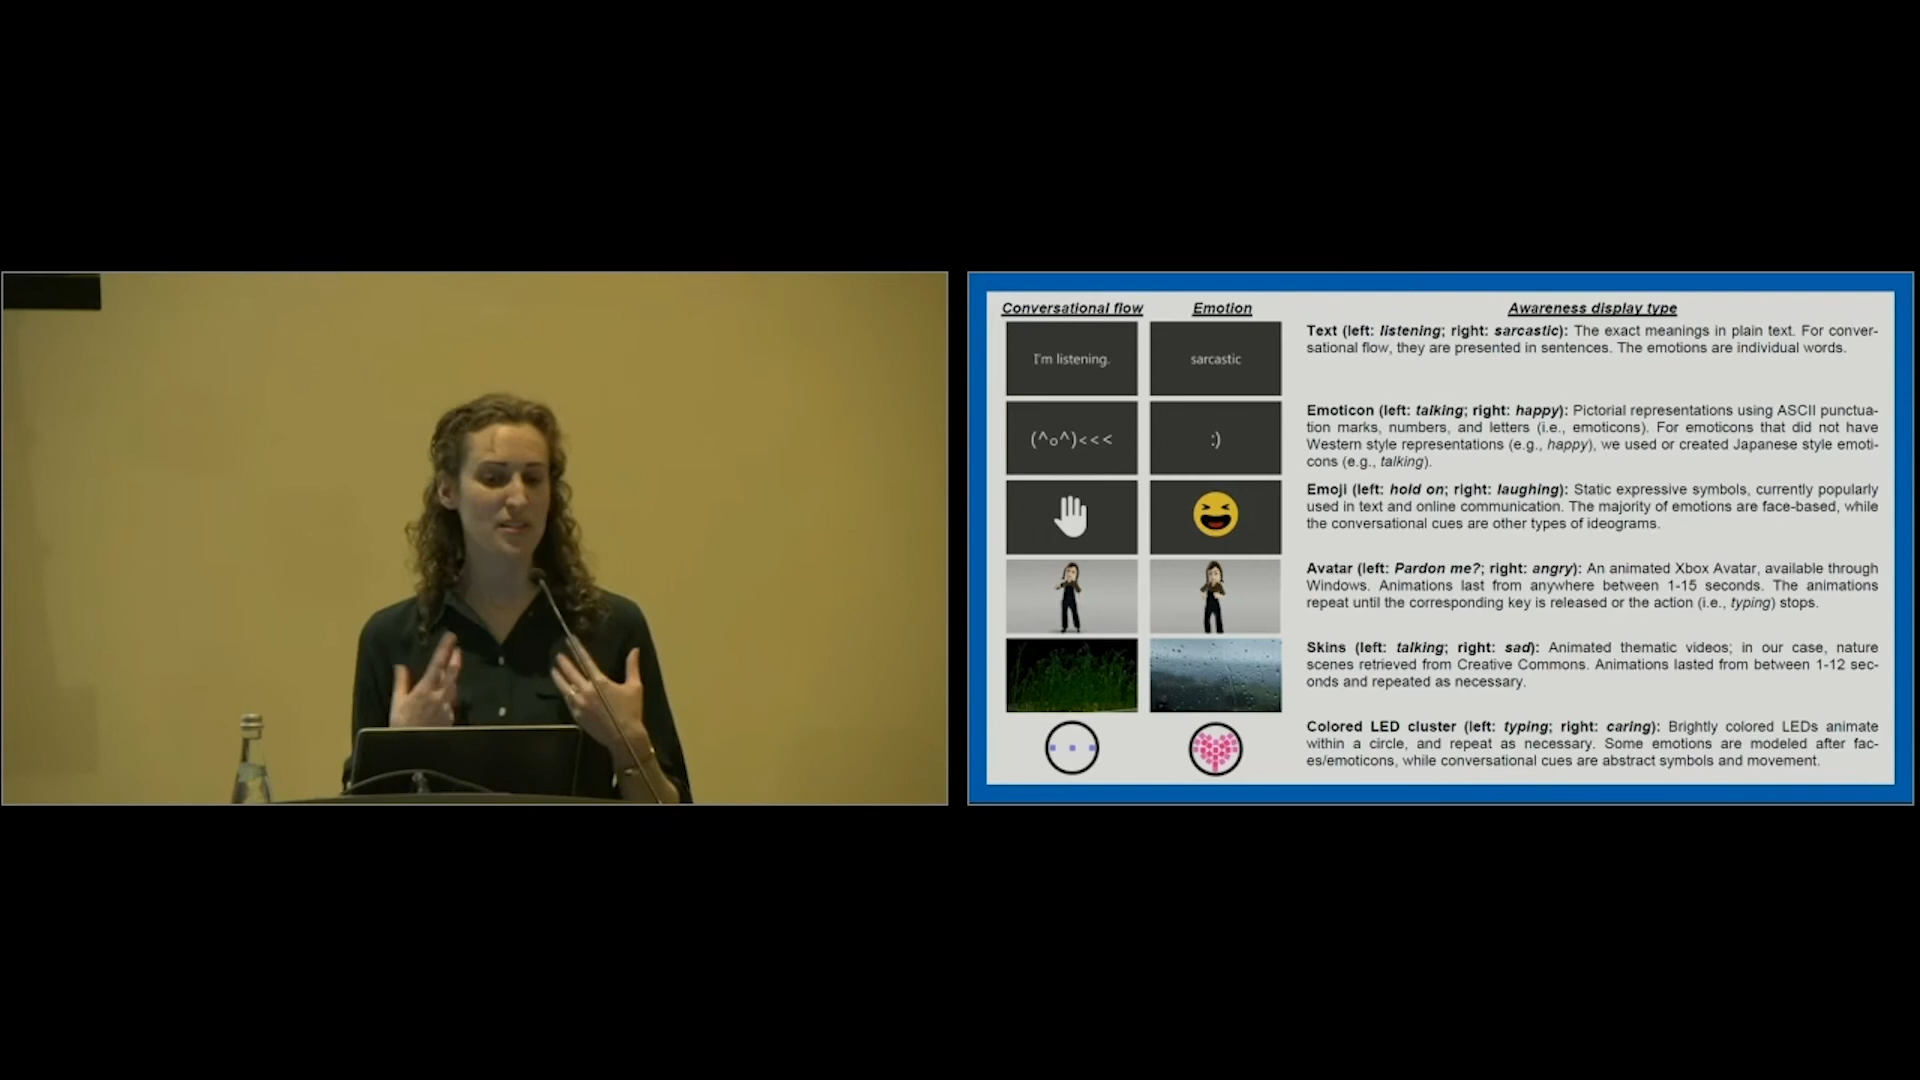 Conversational flow Emotion Awareness display type
I'm listening. sarcastic
Text (left: listening; right: sarcastic): The exact meanings in plain text. For conver-
sational flow, they are presented in sentences. The emotions are individual words.
(^o^)<<< :)
Emoticon (left: talking; right: happy): Pictorial representations using ASCII punctua-
tion marks, numbers, and letters (i.e., emoticons). For emoticons that did not have
Western style representations (e.g., happy), we used or created Japanese style emoti-
cons (e.g., talking).
Emoji (left: hold on; right: laughing): Static expressive symbols, currently popularly
used in text and online communication. The majority of emotions are face-based, while
the conversational cues are other types of ideograms.
Avatar (left: Pardon me?; right: angry): An animated Xbox Avatar, available through
Windows. Animations last from anywhere between 1-15 seconds. The animations
repeat until the corresponding key is released or the action (i.e., typing) stops.
Skins (left: talking; right: sad): Animated thematic videos; in our case, nature
scenes retrieved from Creative Commons. Animations lasted from between 1-12 sec-
onds and repeated as necessary.
Colored LED cluster (left: typing; right: caring): Brightly colored LEDs animate
within a circle, and repeat as necessary. Some emotions are modeled after fac-
es/emoticons, while conversational cues are abstract symbols and movement.